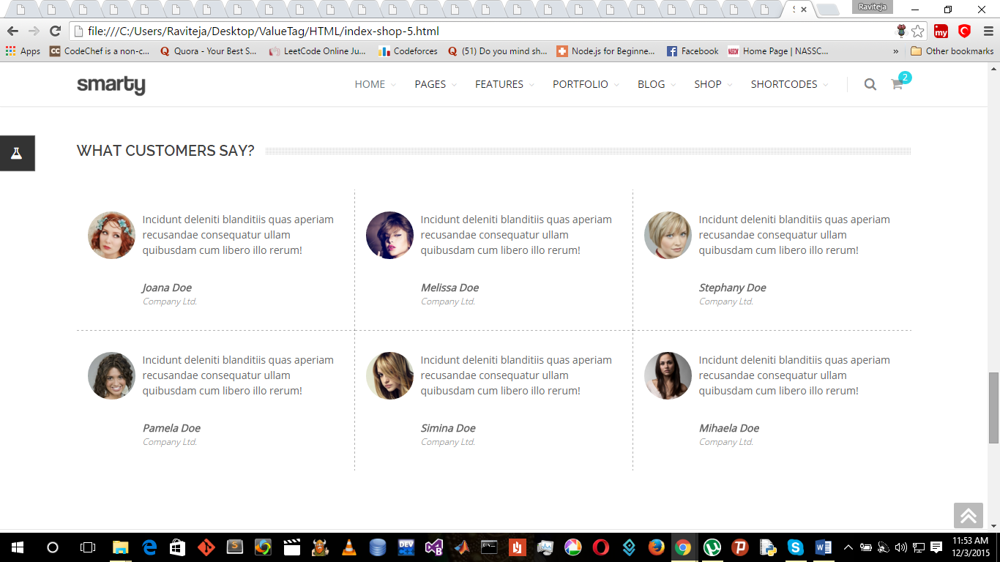 Raviteja
file:///C:/Users/Raviteja/Desktop/ValueTag/HTML/index-shop-5.html
my
Apps CC CodeChef is a non-c... Quora - Your Best S... LeetCode Online Ju... Codeforces (51) Do you mind sh... Node.js for Beginne... Facebook Home Page | NASSC... » Other bookmarks
smarty HOME PAGES FEATURES PORTFOLIO BLOG SHOP SHORTCODES 2
WHAT CUSTOMERS SAY?
Incidunt deleniti blanditiis quas aperiam
recusandae consequatur ullam
quibusdam cum libero illo rerum!
Joana Doe
Company Ltd.
Incidunt deleniti blanditiis quas aperiam
recusandae consequatur ullam
quibusdam cum libero illo rerum!
Melissa Doe
Company Ltd.
Incidunt deleniti blanditiis quas aperiam
recusandae consequatur ullam
quibusdam cum libero illo rerum!
Stephany Doe
Company Ltd.
Incidunt deleniti blanditiis quas aperiam
recusandae consequatur ullam
quibusdam cum libero illo rerum!
Pamela Doe
Company Ltd.
Incidunt deleniti blanditiis quas aperiam
recusandae consequatur ullam
quibusdam cum libero illo rerum!
Simina Doe
Company Ltd.
Incidunt deleniti blanditiis quas aperiam
recusandae consequatur ullam
quibusdam cum libero illo rerum!
Mihaela Doe
Company Ltd.
DEV
11:53 AM
12/3/2015